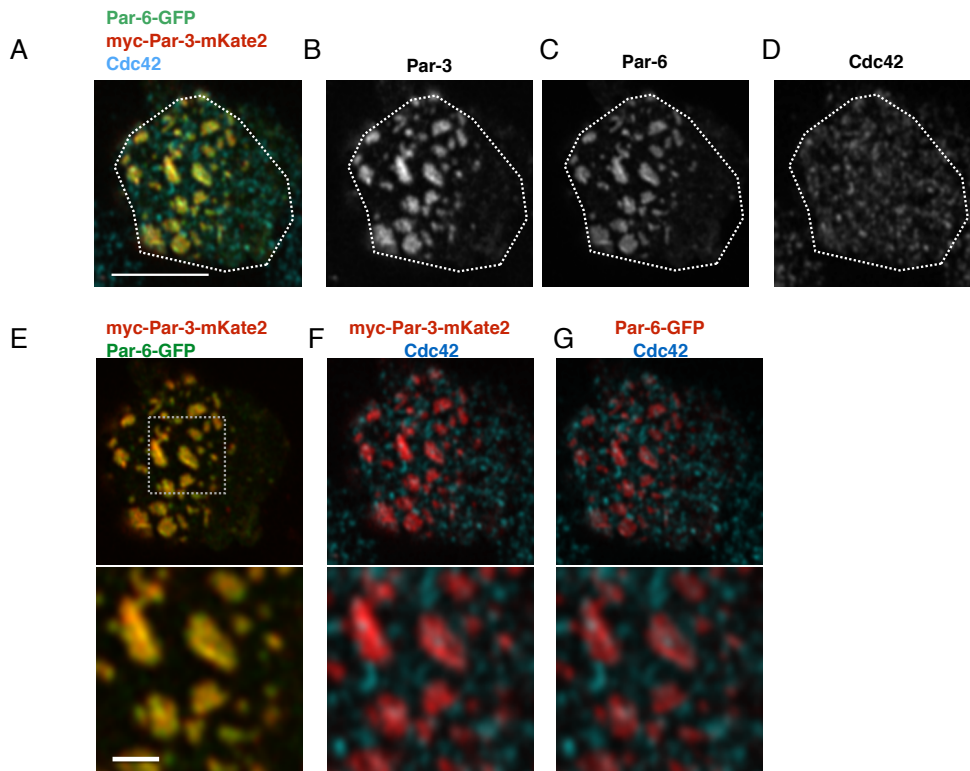 A
Par-6-GFP
myc-Par-3-mKate2
Cdc42
B
Par-3
C
Par-6
D
Cdc42
E
myc-Par-3-mKate2
Par-6-GFP
F
myc-Par-3-mKate2
Cdc42
G
Par-6-GFP
Cdc42